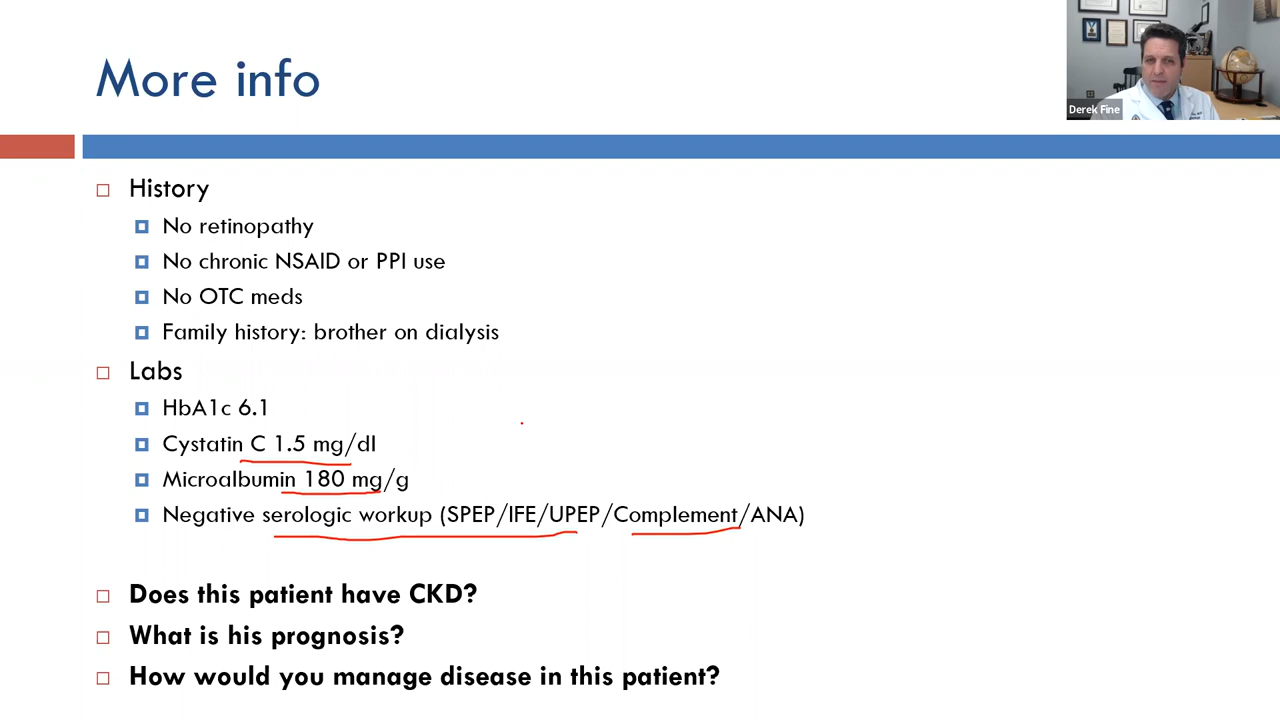 More info
Derek Fine
History
No retinopathy
No chronic NSAID or PPI use
No OTC meds
Family history: brother on dialysis
Labs
HbA1c 6.1
Cystatin C 1.5 mg/dl
Microalbumin 180 mg/g
Negative serologic workup (SPEP/IFE/UPEP/Complement/ANA)
Does this patient have CKD?
What is his prognosis?
How would you manage disease in this patient?